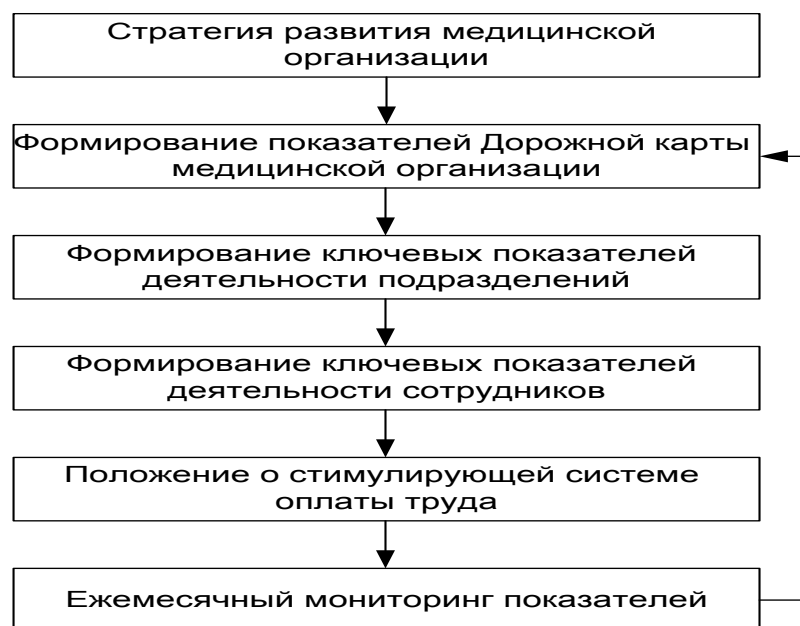 Стратегия развития медицинской
организации
Формирование показателей Дорожной карты
медицинской организации
Формирование ключевых показателей
деятельности подразделений
Формирование ключевых показателей
деятельности сотрудников
Положение о стимулирующей системе
оплаты труда
Ежемесячный мониторинг показателей